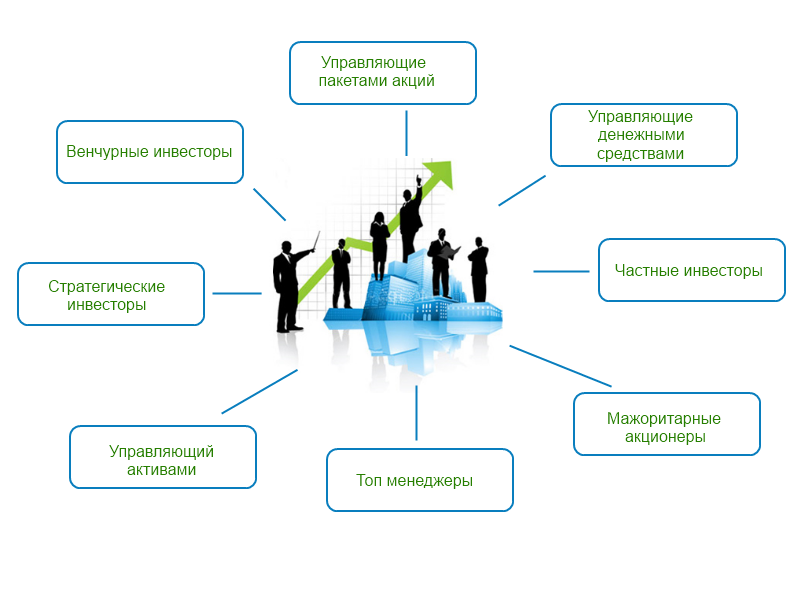 Управляющие
пакетами акций
Управляющие
денежными
средствами
Венчурные инвесторы
Частные инвесторы
Стратегические
инвесторы
Мажоритарные
акционеры
Управляющий
активами
Топ менеджеры